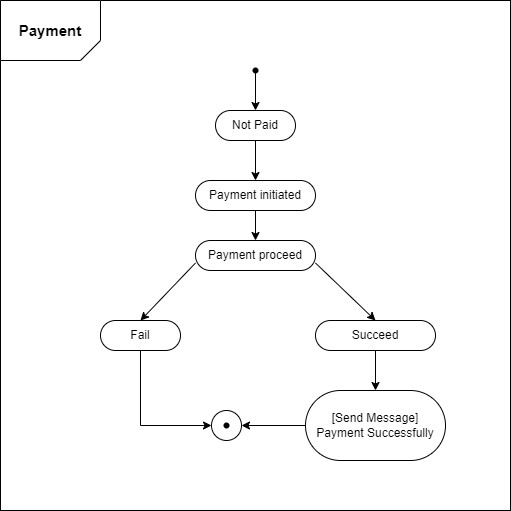 Payment
Not Paid
Payment initiated
Payment proceed
Fail
Succeed
[Send Message]
Payment Successfully